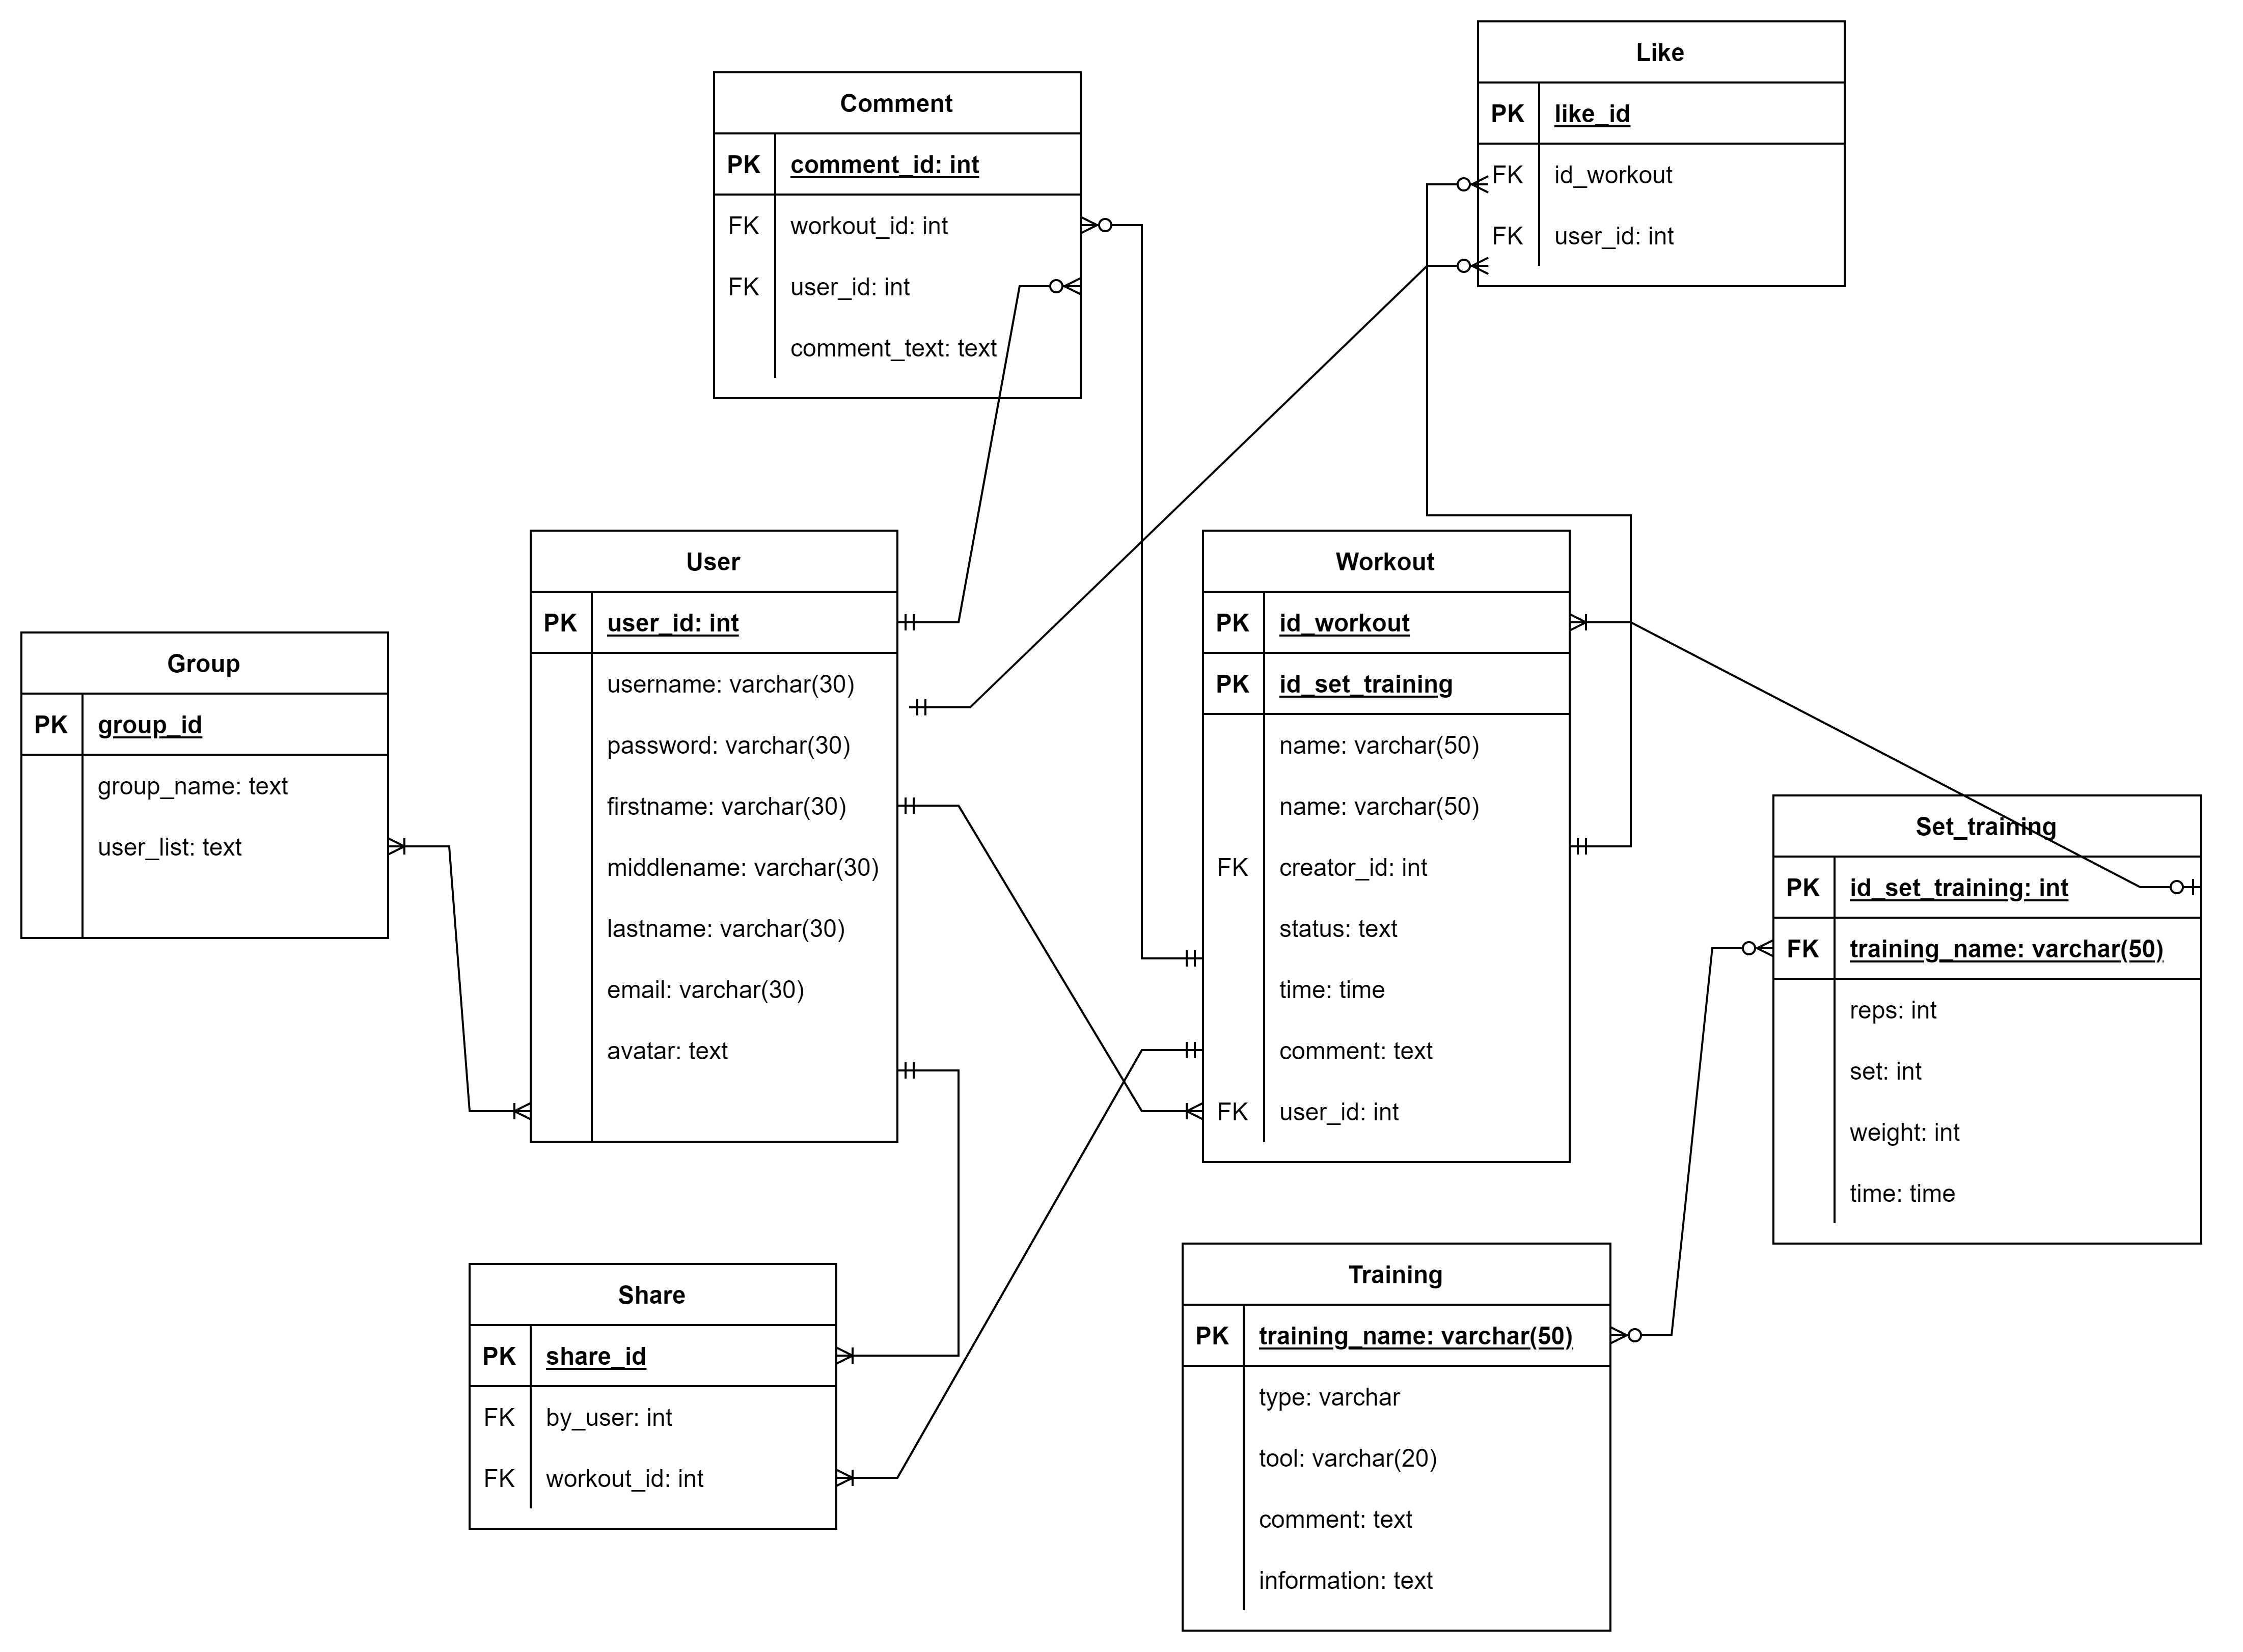 Like
PK like_id
FK id_workout
FK user_id: int
Comment
PK comment_id: int
FK workout_id: int
FK user_id: int
comment_text: text
User
PK user_id: int
username: varchar(30)
password: varchar(30)
firstname: varchar(30)
middlename: varchar(30)
lastname: varchar(30)
email: varchar(30)
avatar: text
Workout
PK id_workout
PK id_set_training
name: varchar(50)
name: varchar(50)
FK creator_id: int
status: text
time: time
comment: text
FK user_id: int
Group
PK group_id
group_name: text
user_list: text
Set_training
PK id_set_training: int
FK training_name: varchar(50)
reps: int
set: int
weight: int
time: time
Share
PK share_id
FK by_user: int
FK workout_id: int
Training
PK training_name: varchar(50)
type: varchar
tool: varchar(20)
comment: text
information: text